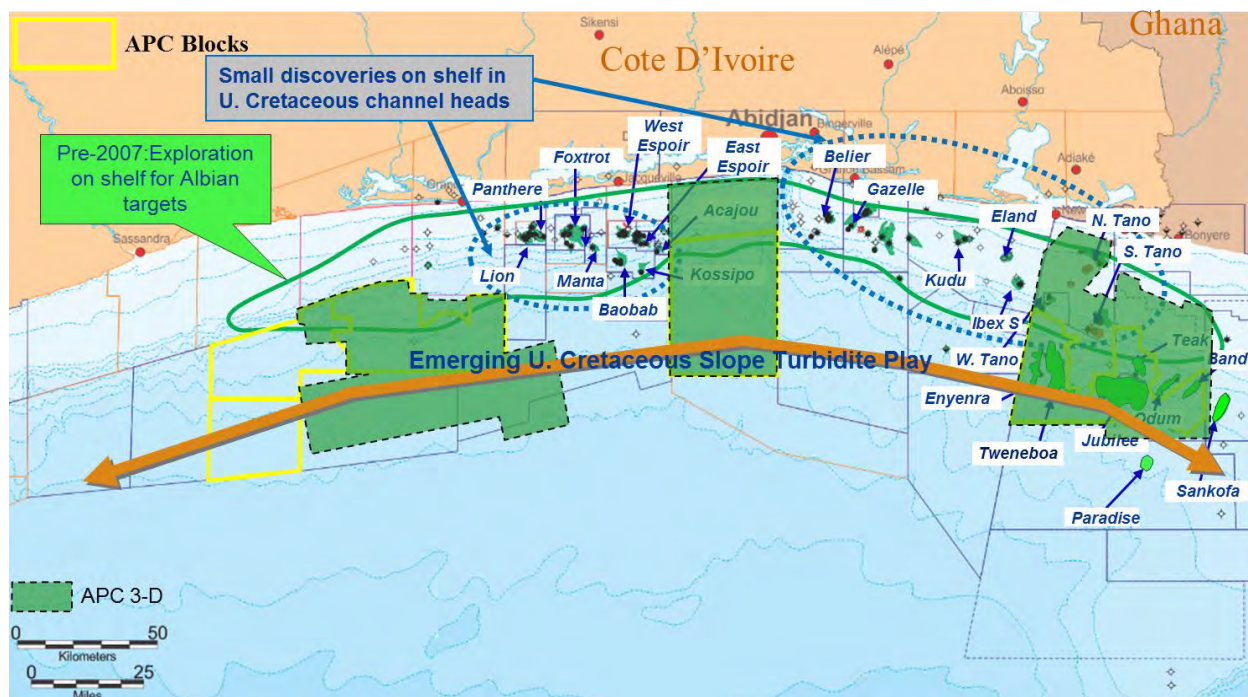 Ghana
Sikensi
APC Blocks
Cote D'Ivoire
Alépé
Small discoveries on shelf in
U. Cretaceous channel heads
Aboisso
Abidjan
Bingerville
Pre-2007:Exploration
on shelf for Albian
targets
West
Espoir
East
Espoir
Foxtrot
Belier
Bassam
Adiaké
Panthere
Jacqueville
Gazelle
Acajou
Eland
N. Tano
Bonyere
Sassandra
S. Tano
Lion
Manta
Kossipo
Kudu
Baobab
Ibex S
Teak
Emerging U. Cretaceous Slope Turbidite Play
W. Tano
Band
Enyenra
Odum
Jubilee
Tweneboa
Sankofa
Paradise
APC 3-D
0 50
Kilometers
0 25
Miles